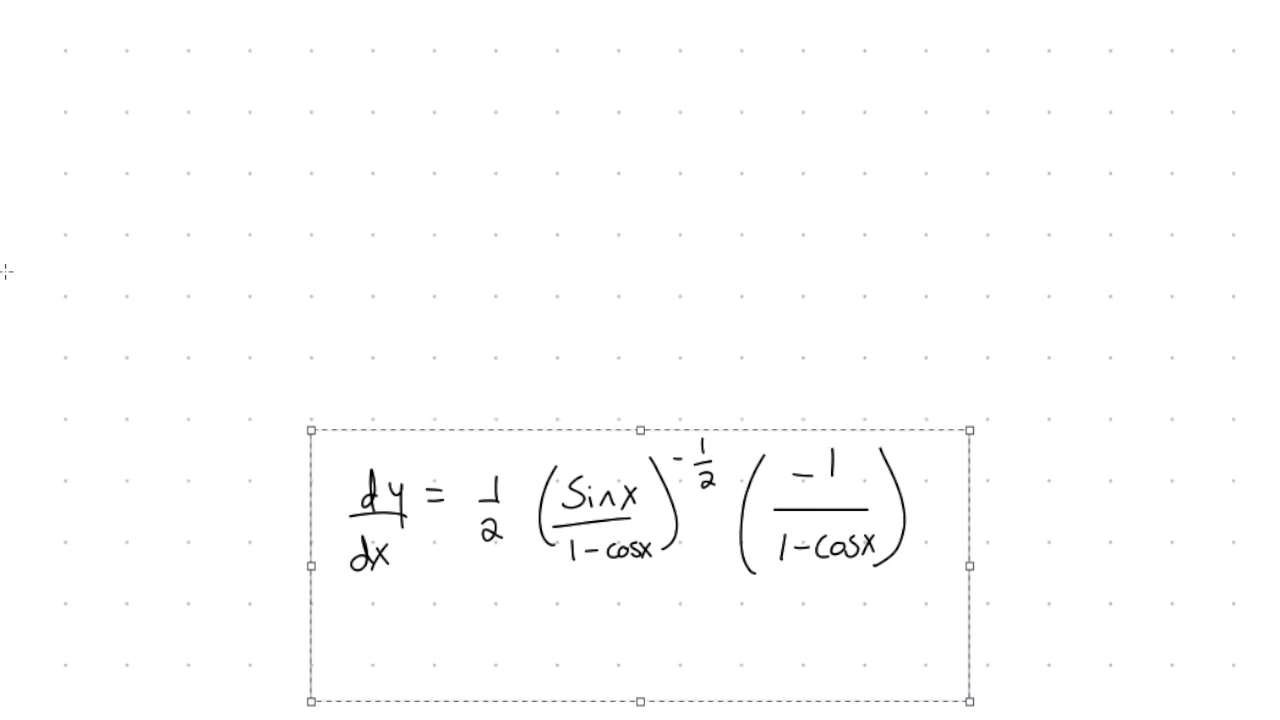 dy/dx = 1/2 (sinx/1-cosx)^-1/2 (-1/1-cosx)